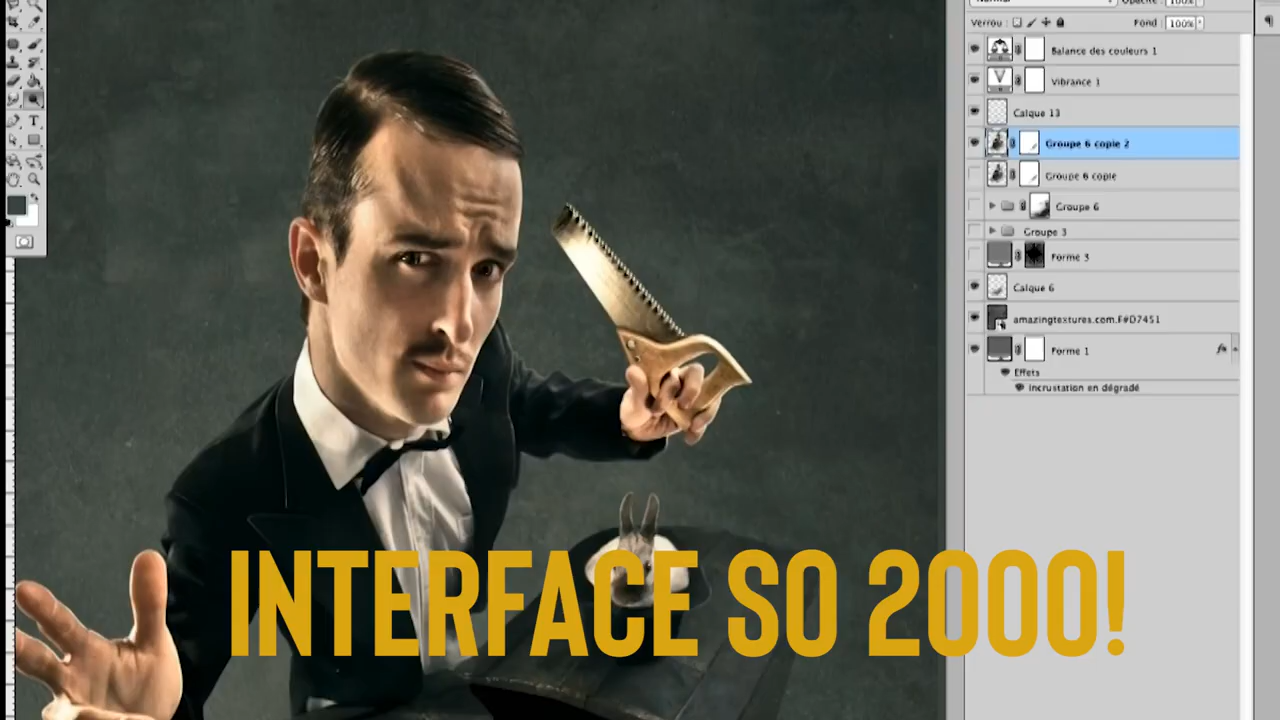 Verrou:
Fond : 100%
Balance des couleurs 1
Vibrance 1
Calque 13
Groupe 6 copie 2
Groupe 6 copie
Groupe 6
Groupe 3
Forme 3
Calque 6
amazingtextures.com.F#D7451
Forme 1
fx
Effets
Incrustation en dégradé
T
INTERFACE SO 2000!